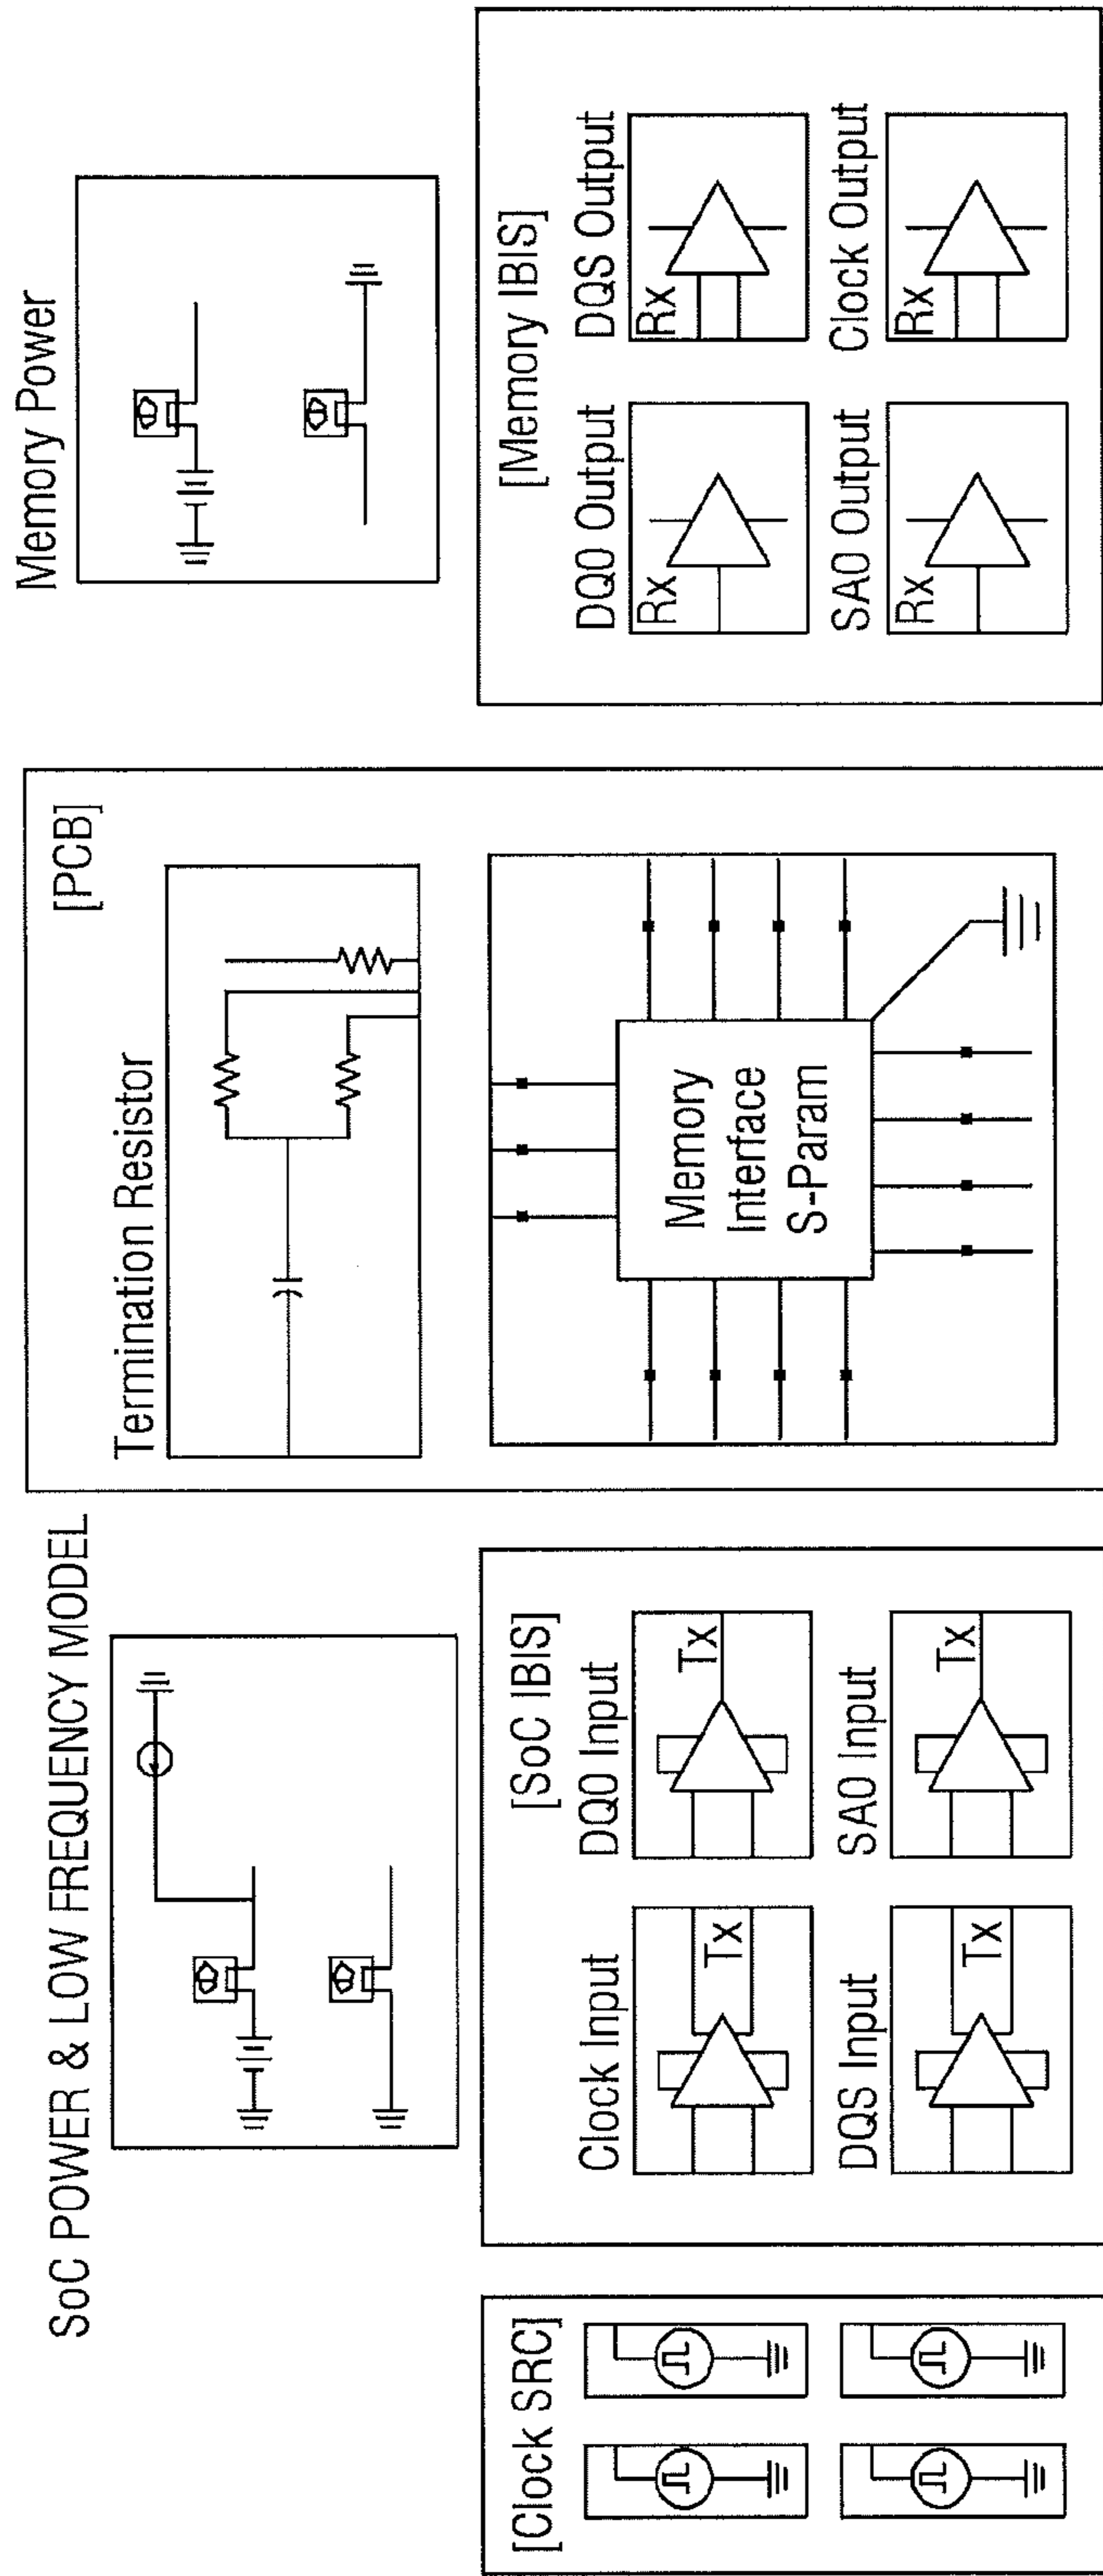 SoC POWER & LOW FREQUENCY MODEL
[Clock SRC]
[SoC IBIS]
Clock Input
DQ0 Input
Tx
Tx
DQS Input
SA0 Input
Tx
Tx
[PCB]
Termination Resistor
Memory
Interface
S-Param
Memory Power
[Memory IBIS]
DQ0 Output
DQS Output
Rx
Rx
SA0 Output
Clock Output
Rx
Rx